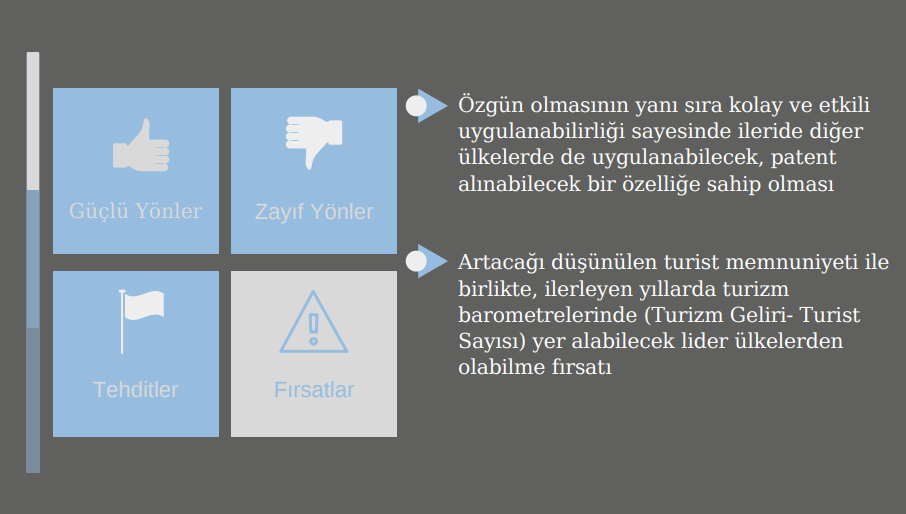 Güçlü Yönler
Zayıf Yönler
Tehditler
Fırsatlar
Özgün olmasının yanı sıra kolay ve etkili
uygulanabilirliği sayesinde ileride diğer
ülkelerde de uygulanabilecek, patent
alınabilecek bir özelliğe sahip olması
Artacağı düşünülen turist memnuniyeti ile
birlikte, ilerleyen yıllarda turizm
barometrelerinde (Turizm Geliri- Turist
Sayısı) yer alabilecek lider ülkelerden
olabilme fırsatı